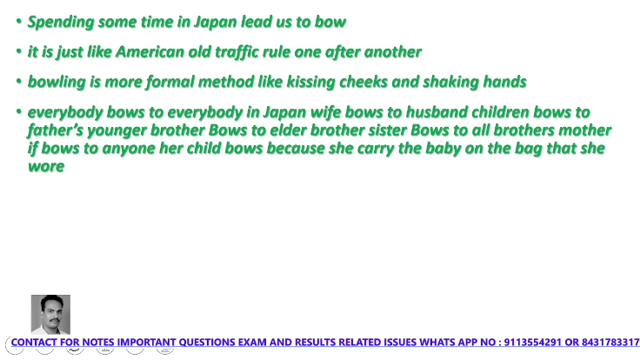 • Spending some time in Japan lead us to bow
• it is just like American old traffic rule one after another
• bowling is more formal method like kissing cheeks and shaking hands
• everybody bows to everybody in Japan wife bows to husband children bows to
father's younger brother Bows to elder brother sister Bows to all brothers mother
if bows to anyone her child bows because she carry the baby on the bag that she
wore
CONTACT FOR NOTES IMPORTANT QUESTIONS EXAM AND RESULTS RELATED ISSUES WHATS APP NO : 9113554291 OR 8431783317